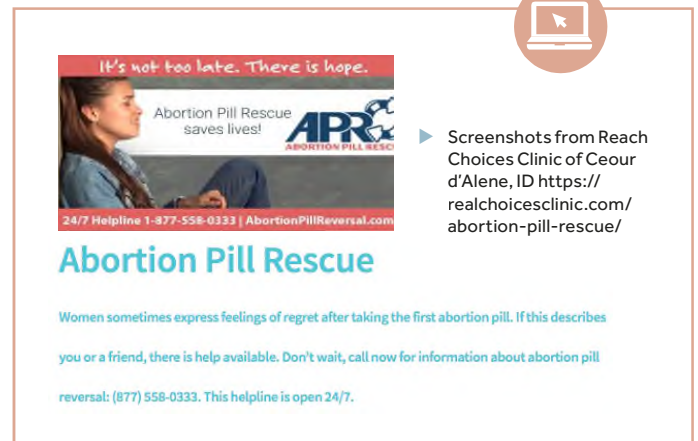 It's not too late. There is hope.
Abortion Pill Rescue
saves lives!
APR
ABORTION PILL RESC
24/7 Helpline 1-877-558-0333 | AbortionPillReversal.com
Screenshots from Reach
Choices Clinic of Ceour
d'Alene, ID https://
realchoicesclinic.com/
abortion-pill-rescue/
Abortion Pill Rescue
Women sometimes express feelings of regret after taking the first abortion pill. If this describes
you or a friend, there is help available. Don't wait, call now for information about abortion pill
reversal: (877) 558-0333. This helpline is open 24/7.